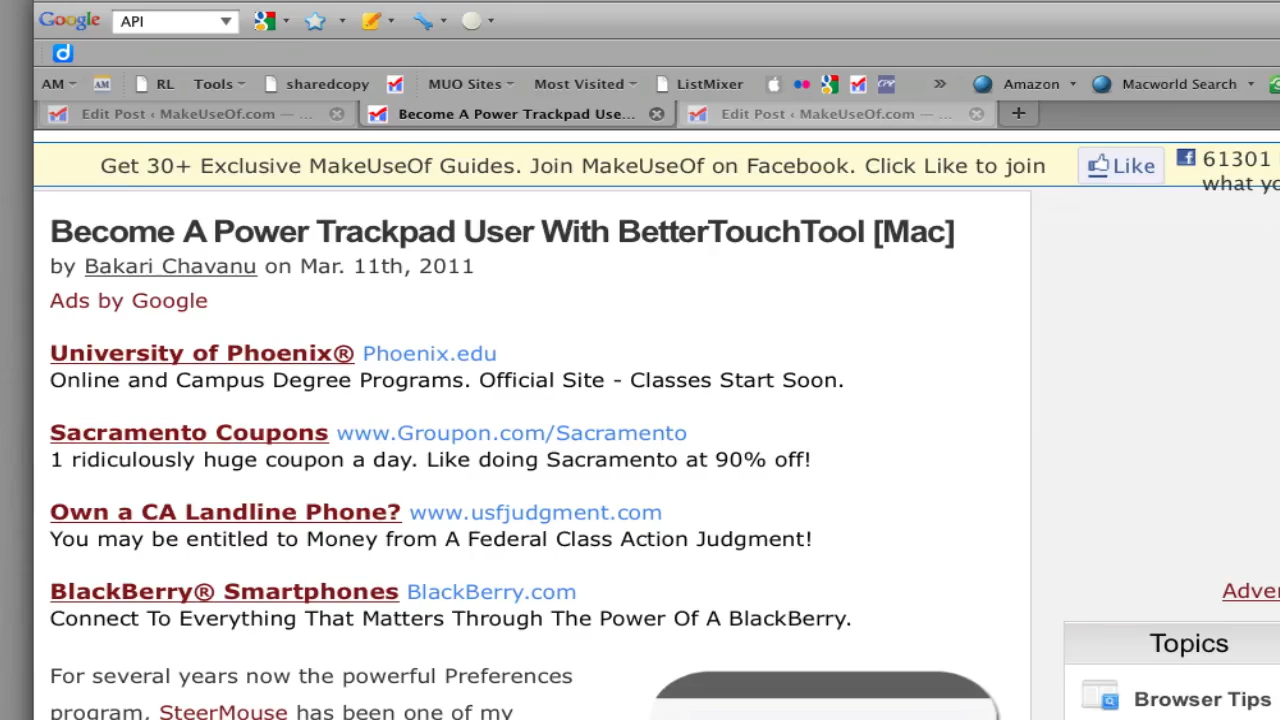 Google API
AM RL Tools sharedcopy MUO Sites Most Visited ListMixer » Amazon Macworld Search
Edit Post ‹ MakeUseOf.com — ... Become A Power Trackpad Use... Edit Post ‹ MakeUseOf.com — ... +
Get 30+ Exclusive MakeUseOf Guides. Join MakeUseOf on Facebook. Click Like to join Like 61301
what yo
Become A Power Trackpad User With BetterTouchTool [Mac]
by Bakari Chavanu on Mar. 11th, 2011
Ads by Google
University of Phoenix® Phoenix.edu
Online and Campus Degree Programs. Official Site - Classes Start Soon.
Sacramento Coupons www.Groupon.com/Sacramento
1 ridiculously huge coupon a day. Like doing Sacramento at 90% off!
Own a CA Landline Phone? www.usfjudgment.com
You may be entitled to Money from A Federal Class Action Judgment!
BlackBerry® Smartphones BlackBerry.com
Connect To Everything That Matters Through The Power Of A BlackBerry.
Adver
Topics
Browser Tips
For several years now the powerful Preferences
program, SteerMouse has been one of my